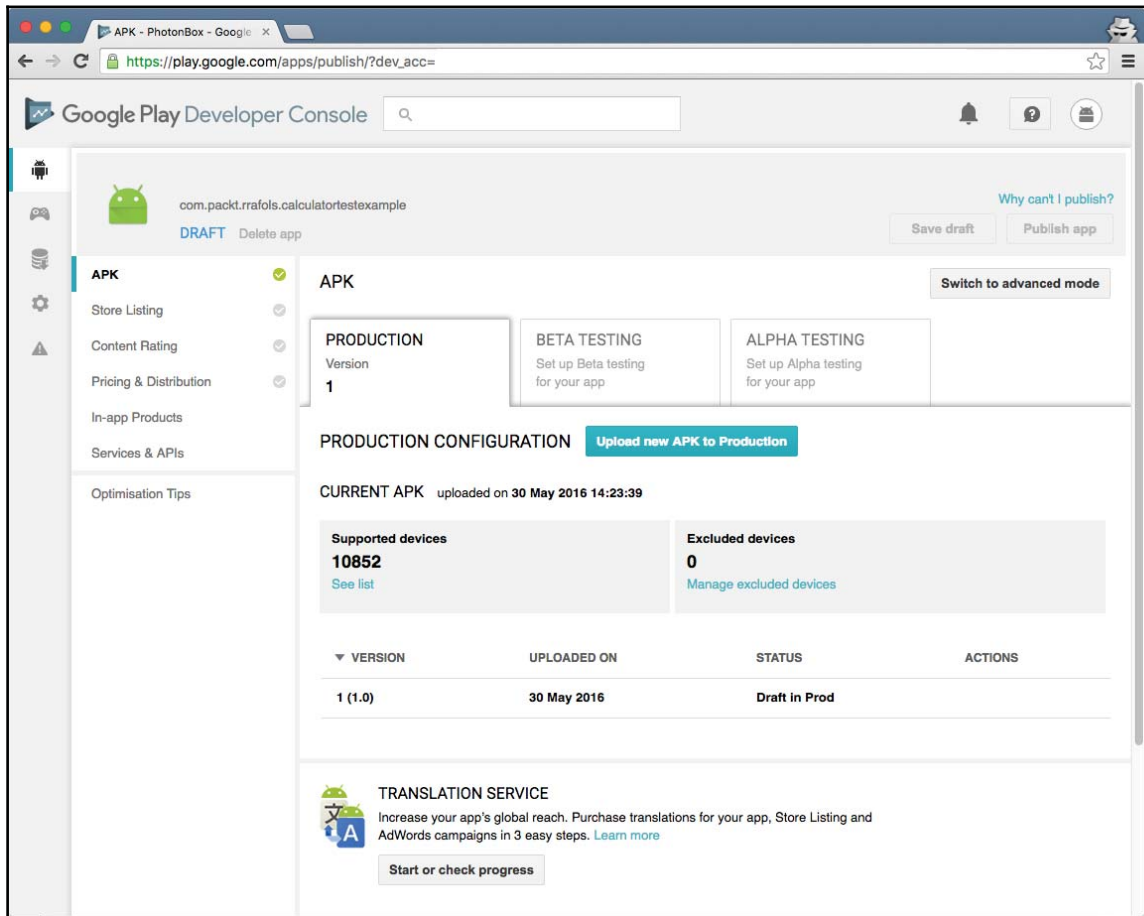 APK - PhotonBox - Google
https://play.google.com/apps/publish/?dev_acc=
Google Play Developer Console
com.packt.rrafols.calculatortestexample
Why can't I publish?
DRAFT Delete app
Save draft Publish app
APK
Store Listing
Content Rating
Pricing & Distribution
In-app Products
Services & APIs
Optimisation Tips
APK
Switch to advanced mode
PRODUCTION
Version
1
BETA TESTING
Set up Beta testing
for your app
ALPHA TESTING
Set up Alpha testing
for your app
PRODUCTION CONFIGURATION Upload new APK to Production
CURRENT APK uploaded on 30 May 2016 14:23:39
Supported devices
10852
See list
Excluded devices
0
Manage excluded devices
VERSION UPLOADED ON STATUS ACTIONS
1 (1.0) 30 May 2016 Draft in Prod
文
A
TRANSLATION SERVICE
Increase your app's global reach. Purchase translations for your app, Store Listing and
AdWords campaigns in 3 easy steps. Learn more
Start or check progress